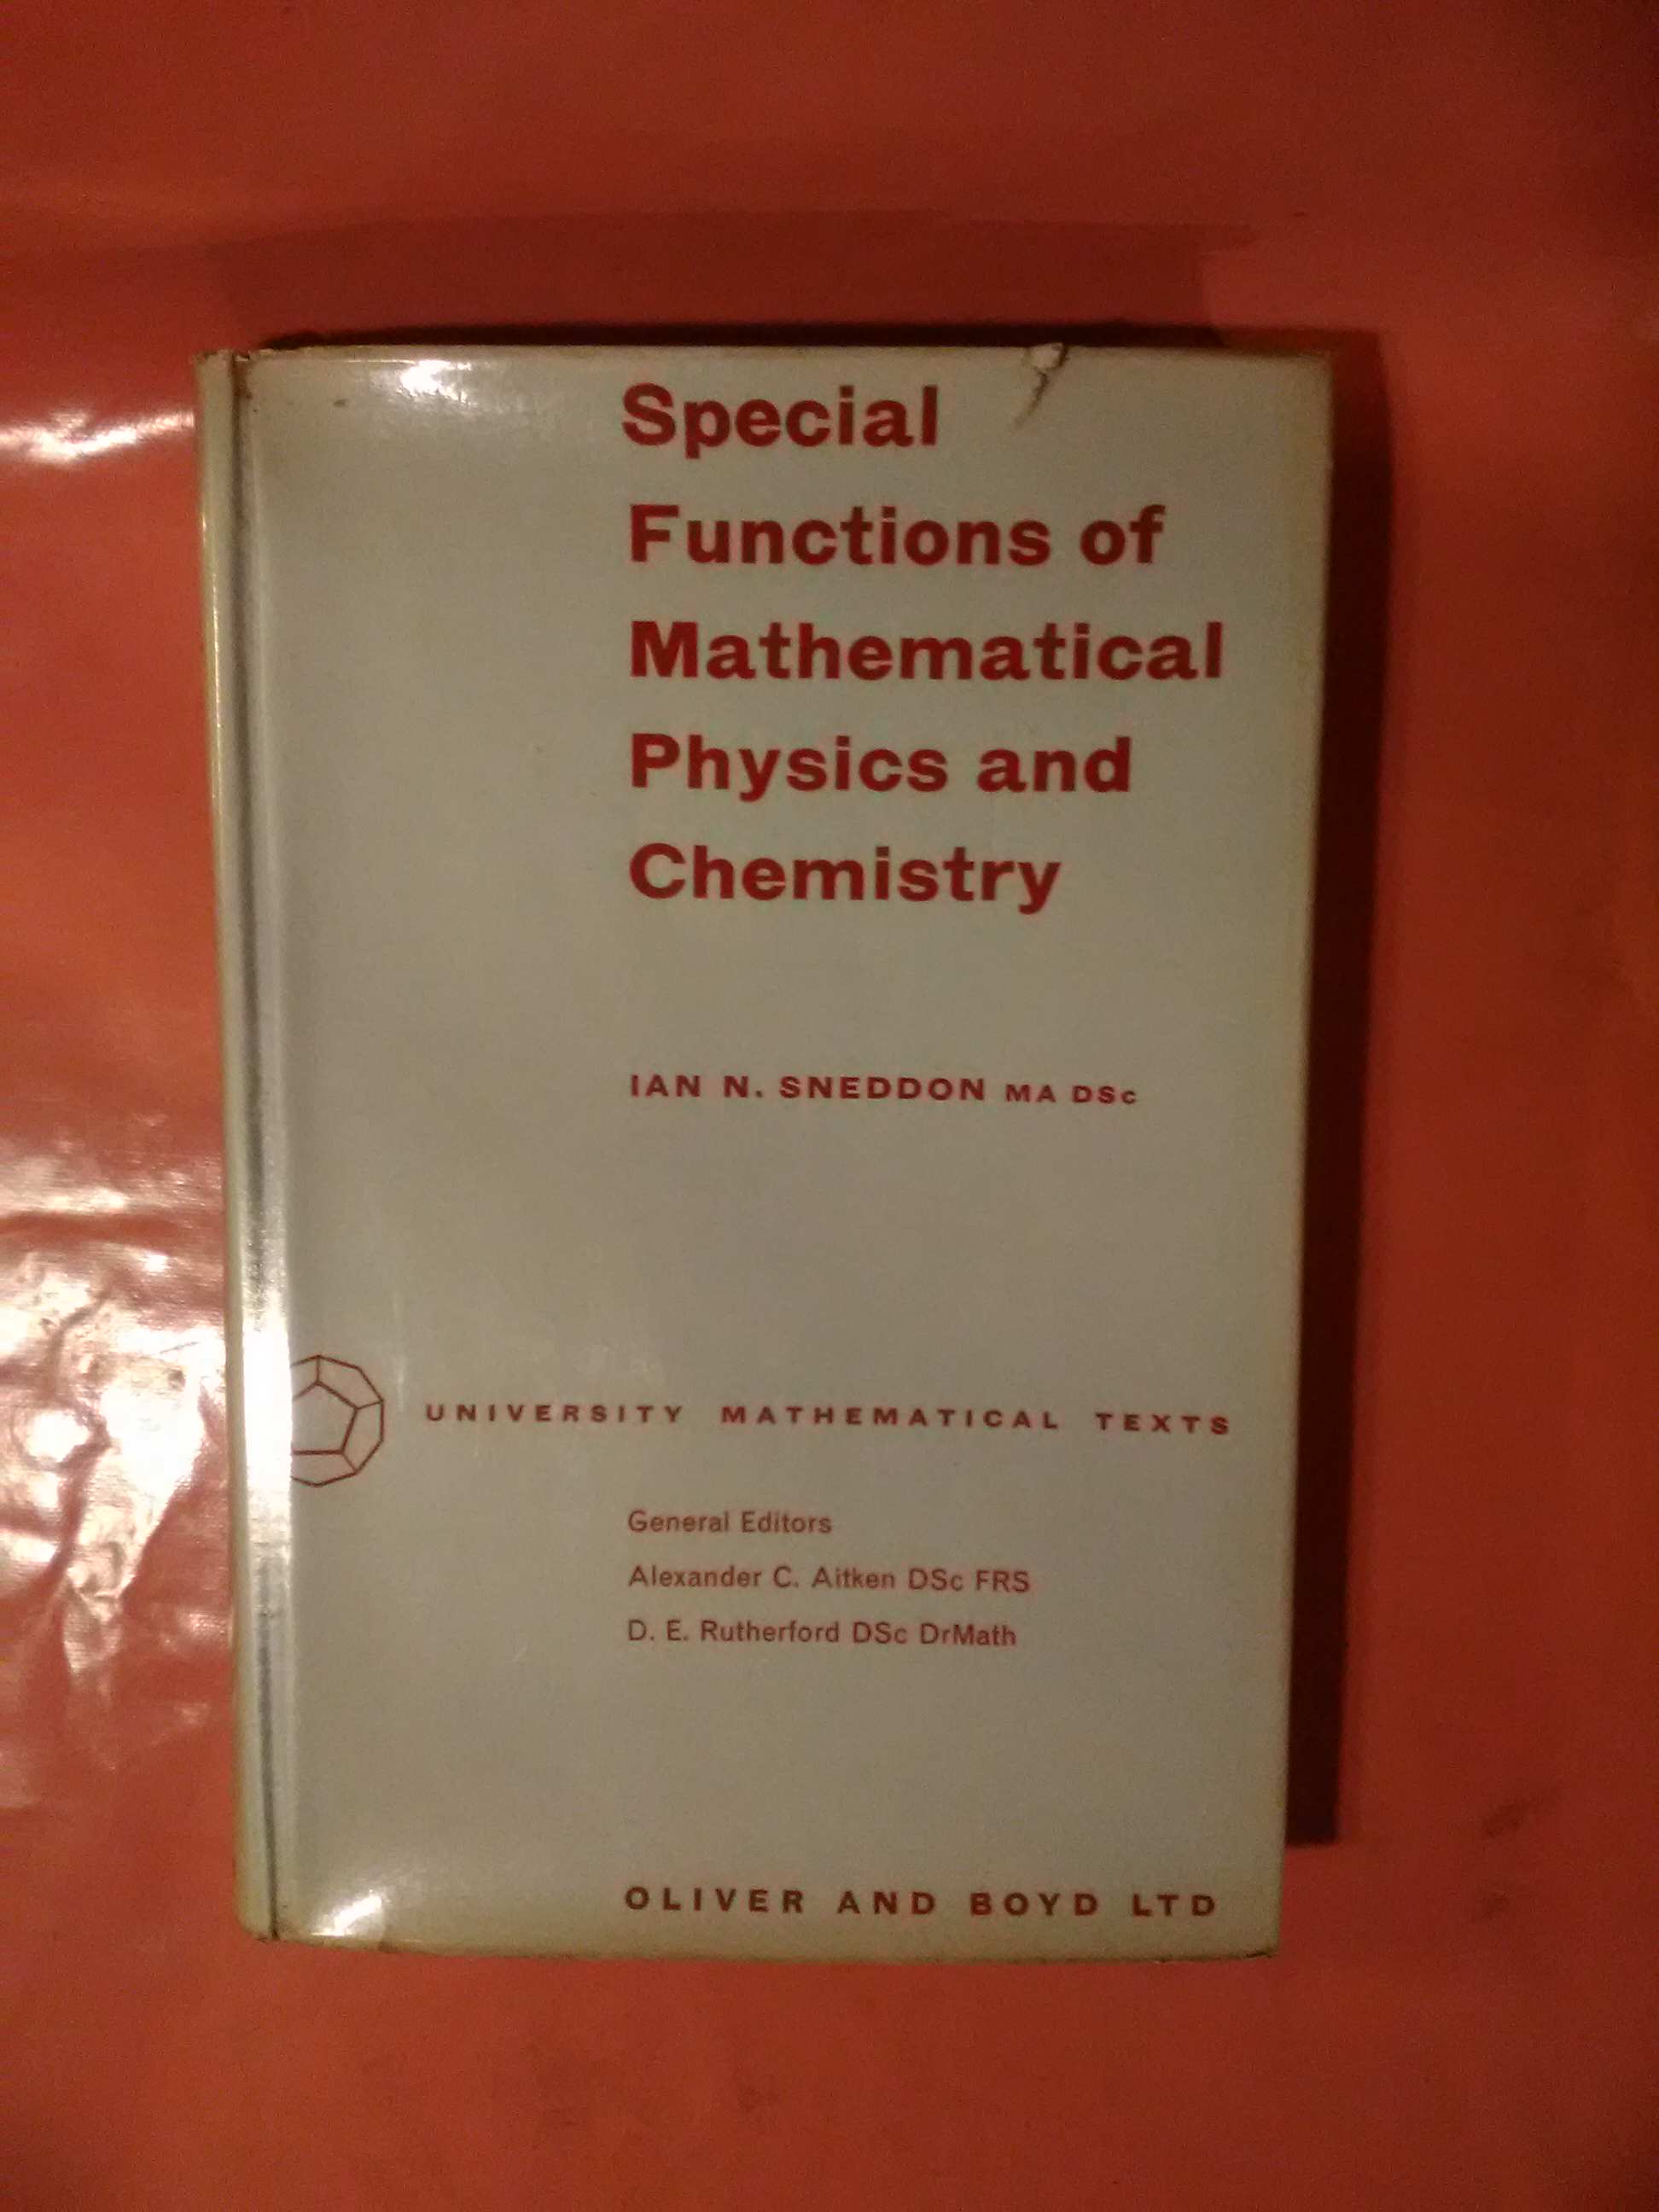 Special
Functions of
Mathematical
Physics and
Chemistry
IAN N. SNEDDON MA DSc
UNIVERSITY MATHEMATICAL TEXTS
General Editors
Alexander C. Aitken DSc FRS
D. E. Rutherford DSc DrMath
OLIVER AND BOYD LTD